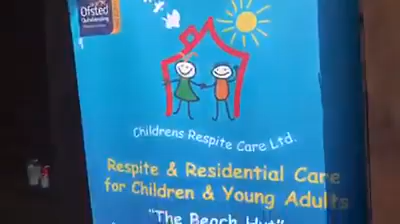 Ofsted
Outstanding
Childrens Respite Care Ltd.
Respite & Residential Care
for Children & Young Adults
"The Beach Hut"